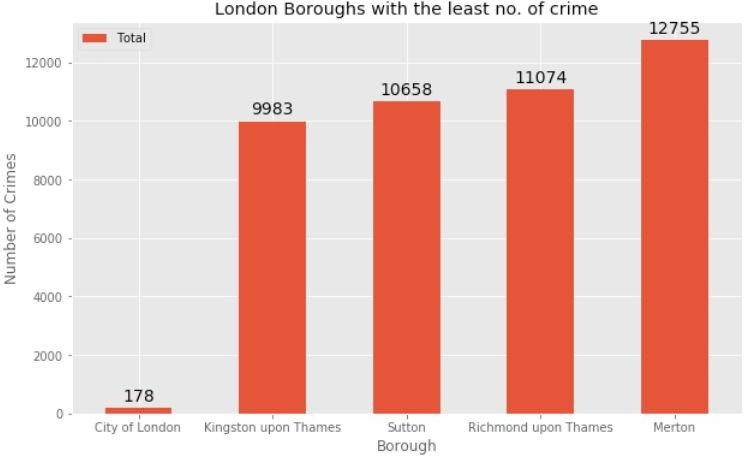 London Boroughs with the least no. of crime
Total
12755
11074
10658
9983
178
12000
10000
8000
6000
4000
2000
0
Number of Crimes
City of London
Kingston upon Thames
Sutton
Richmond upon Thames
Merton
Borough